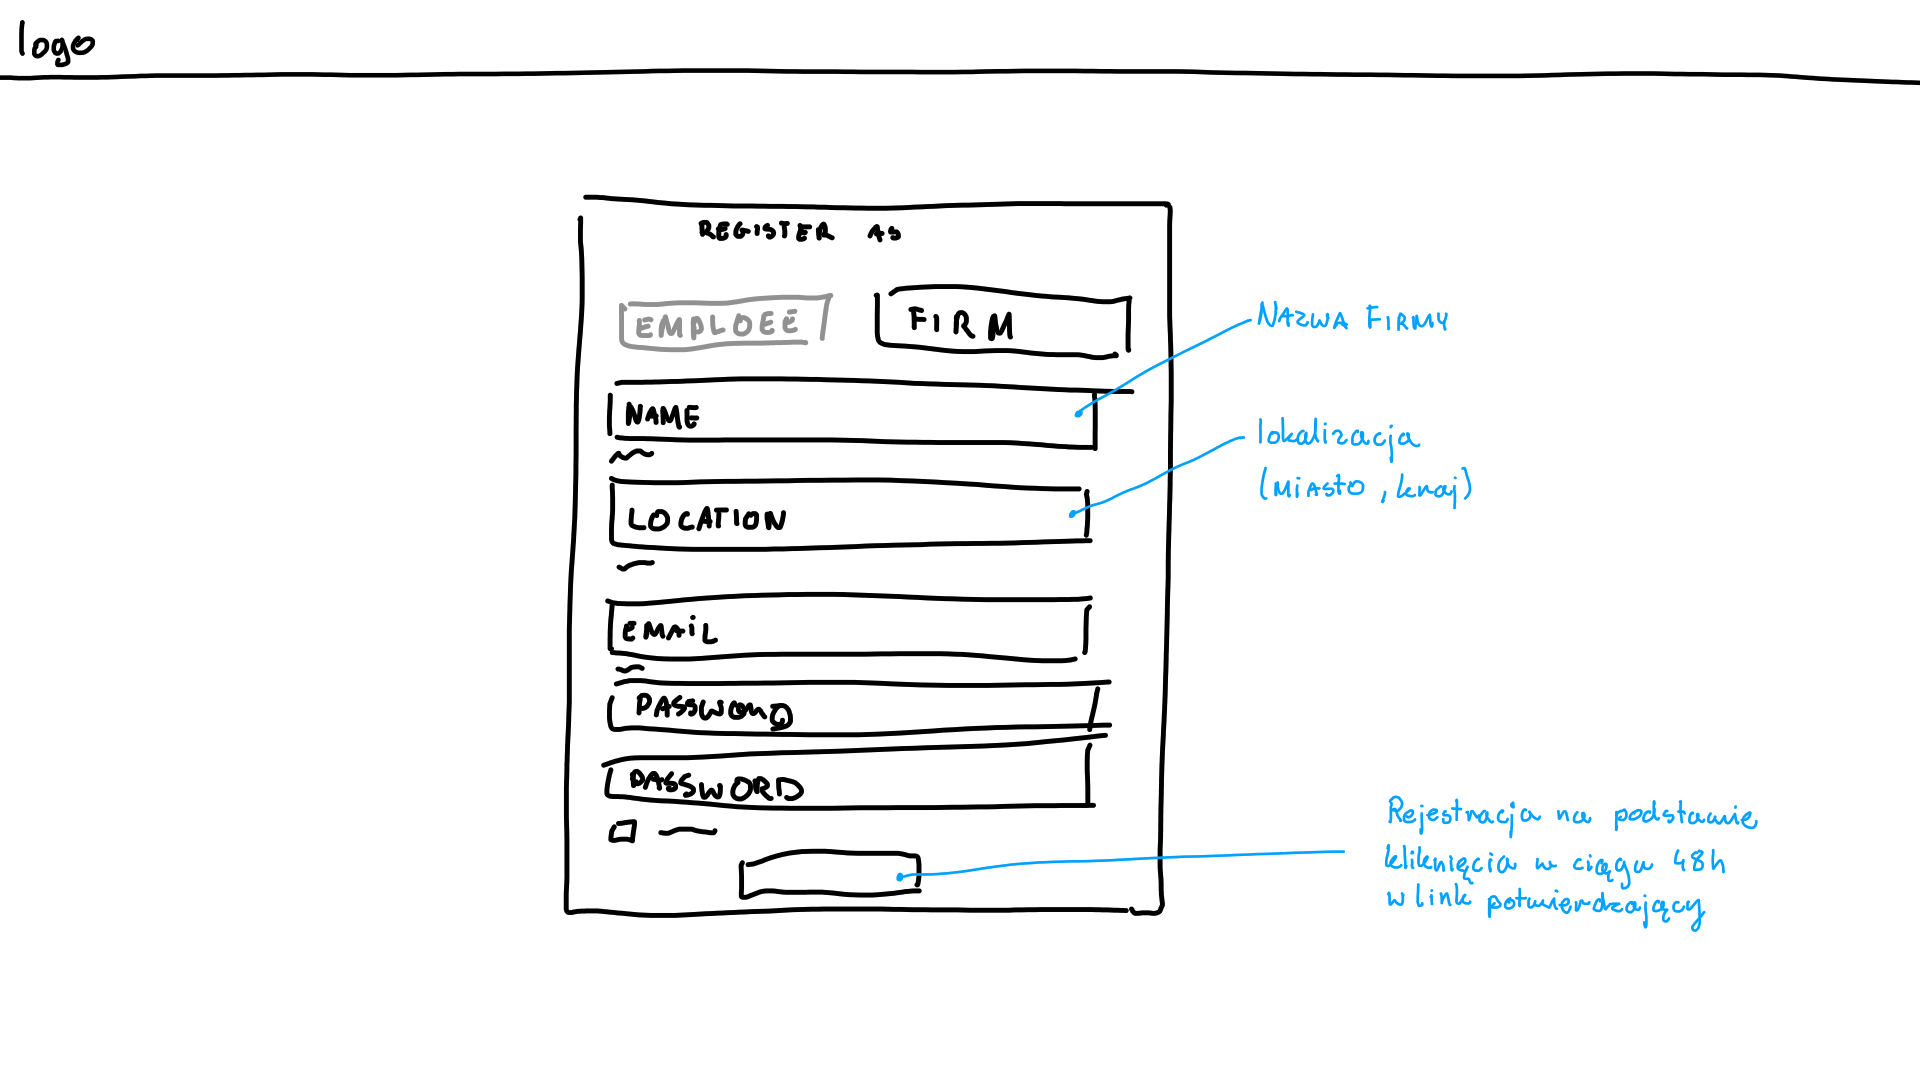 logo
REGISTER AS
EMPLOEE
FIRM
NAZWA FIRMY
NAME
lokalizacja
(MIASTO, kraj)
LOCATION
EMAIL
PASSWORD
PASSWORD
Rejestracja na podstawie
kliknięcia w ciągu 48h
w link potwierdzający